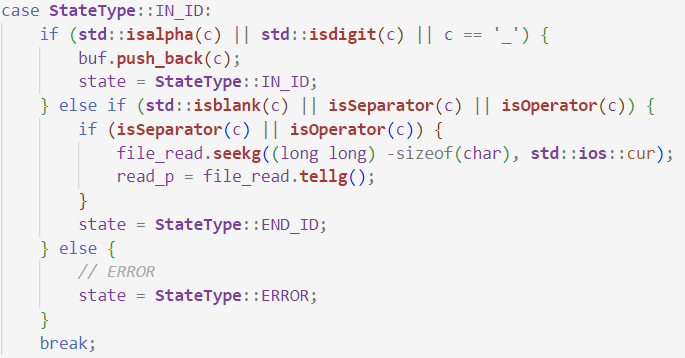 case StateType::IN_ID:
    if (std::isalpha(c) || std::isdigit(c) || c == '_') {
        buf.push_back(c);
        state = StateType::IN_ID;
    } else if (std::isblank(c) || isSeparator(c) || isOperator(c)) {
        if (isSeparator(c) || isOperator(c)) {
            file_read.seekg((long long) -sizeof(char), std::ios::cur);
            read_p = file_read.tellg();
        }
        state = StateType::END_ID;
    } else {
        // ERROR
        state = StateType::ERROR;
    }
    break;